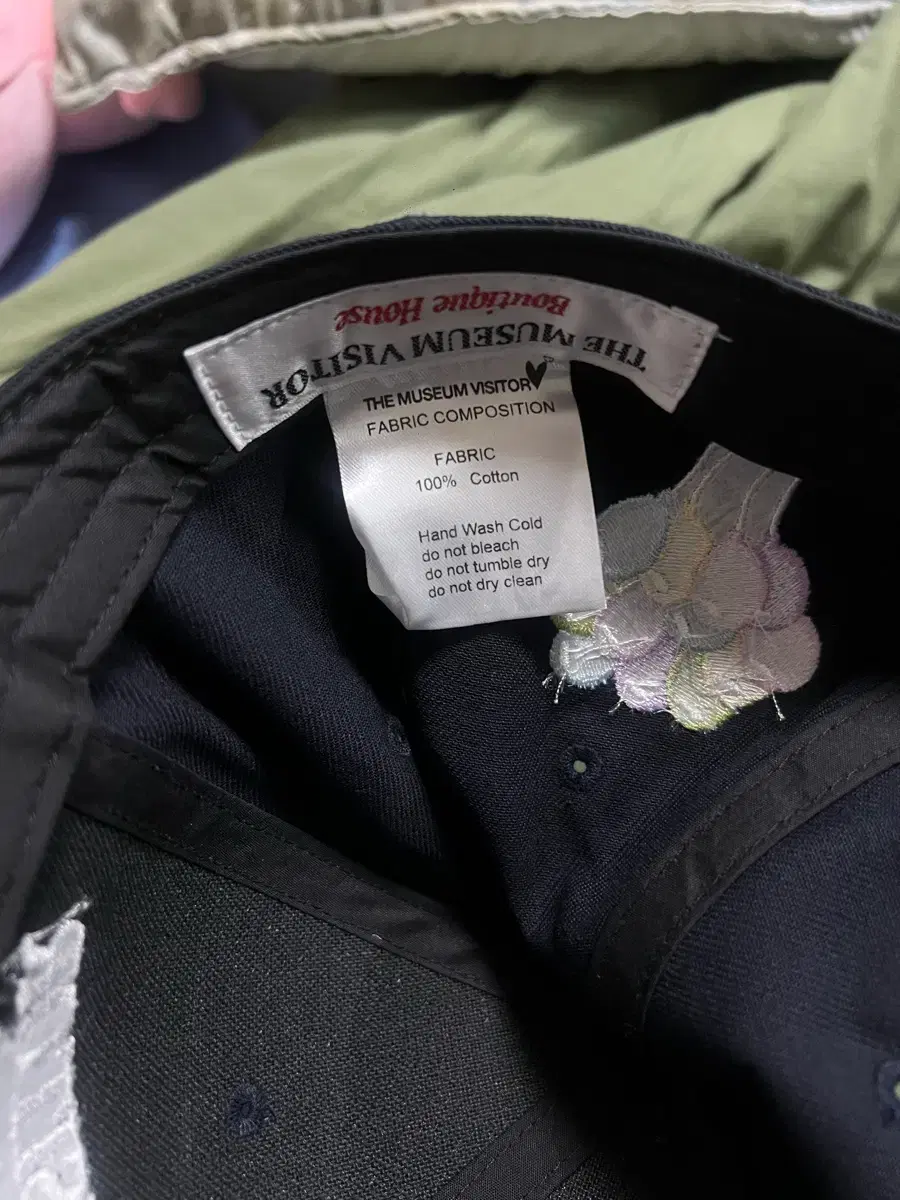 Boutique House
THE MUSEUM VISITOR
THE MUSEUM VISITOR
FABRIC COMPOSITION
FABRIC
100% Cotton
Hand Wash Cold
do not bleach
do not tumble dry
do not dry clean